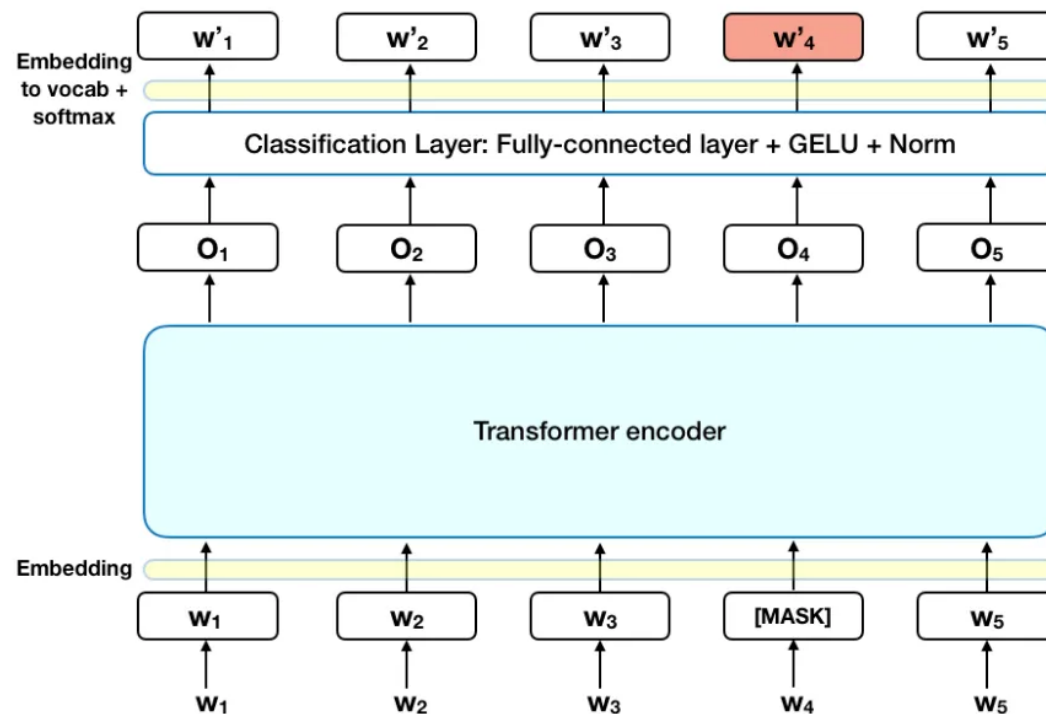 w’₁ w’₂ w’₃ w’₄ w’₅
Embedding
to vocab +
softmax
Classification Layer: Fully-connected layer + GELU + Norm
O₁ O₂ O₃ O₄ O₅
Transformer encoder
Embedding
W₁ W₂ W₃ [MASK] W₅
W₁ W₂ W₃ W₄ W₅